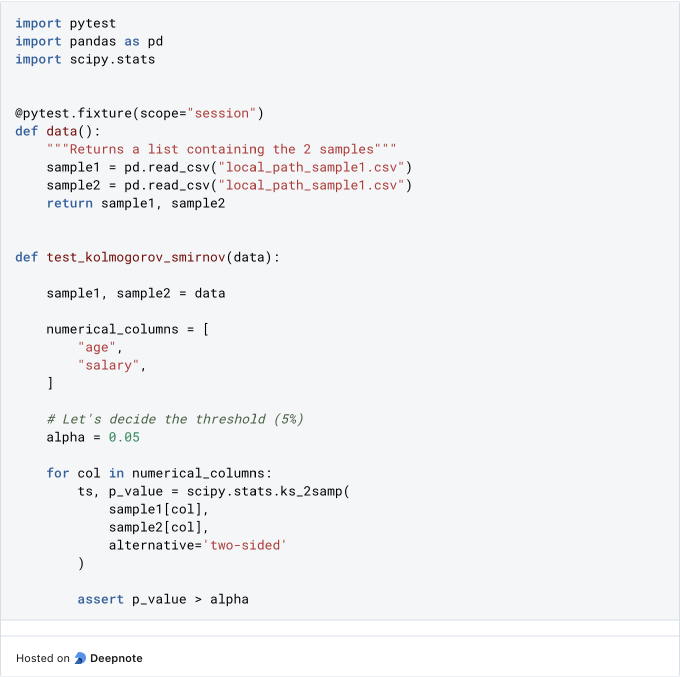 import pytest
import pandas as pd
import scipy.stats
@pytest.fixture(scope="session")
def data():
    """Returns a list containing the 2 samples"""
    sample1 = pd.read_csv("local_path_sample1.csv")
    sample2 = pd.read_csv("local_path_sample1.csv")
    return sample1, sample2
def test_kolmogorov_smirnov(data):
    sample1, sample2 = data
    numerical_columns = [
        "age",
        "salary",
    ]
    # Let's decide the threshold (5%)
    alpha = 0.05
    for col in numerical_columns:
        ts, p_value = scipy.stats.ks_2samp(
            sample1[col],
            sample2[col],
            alternative='two-sided'
        )
        assert p_value > alpha
Hosted on Deepnote